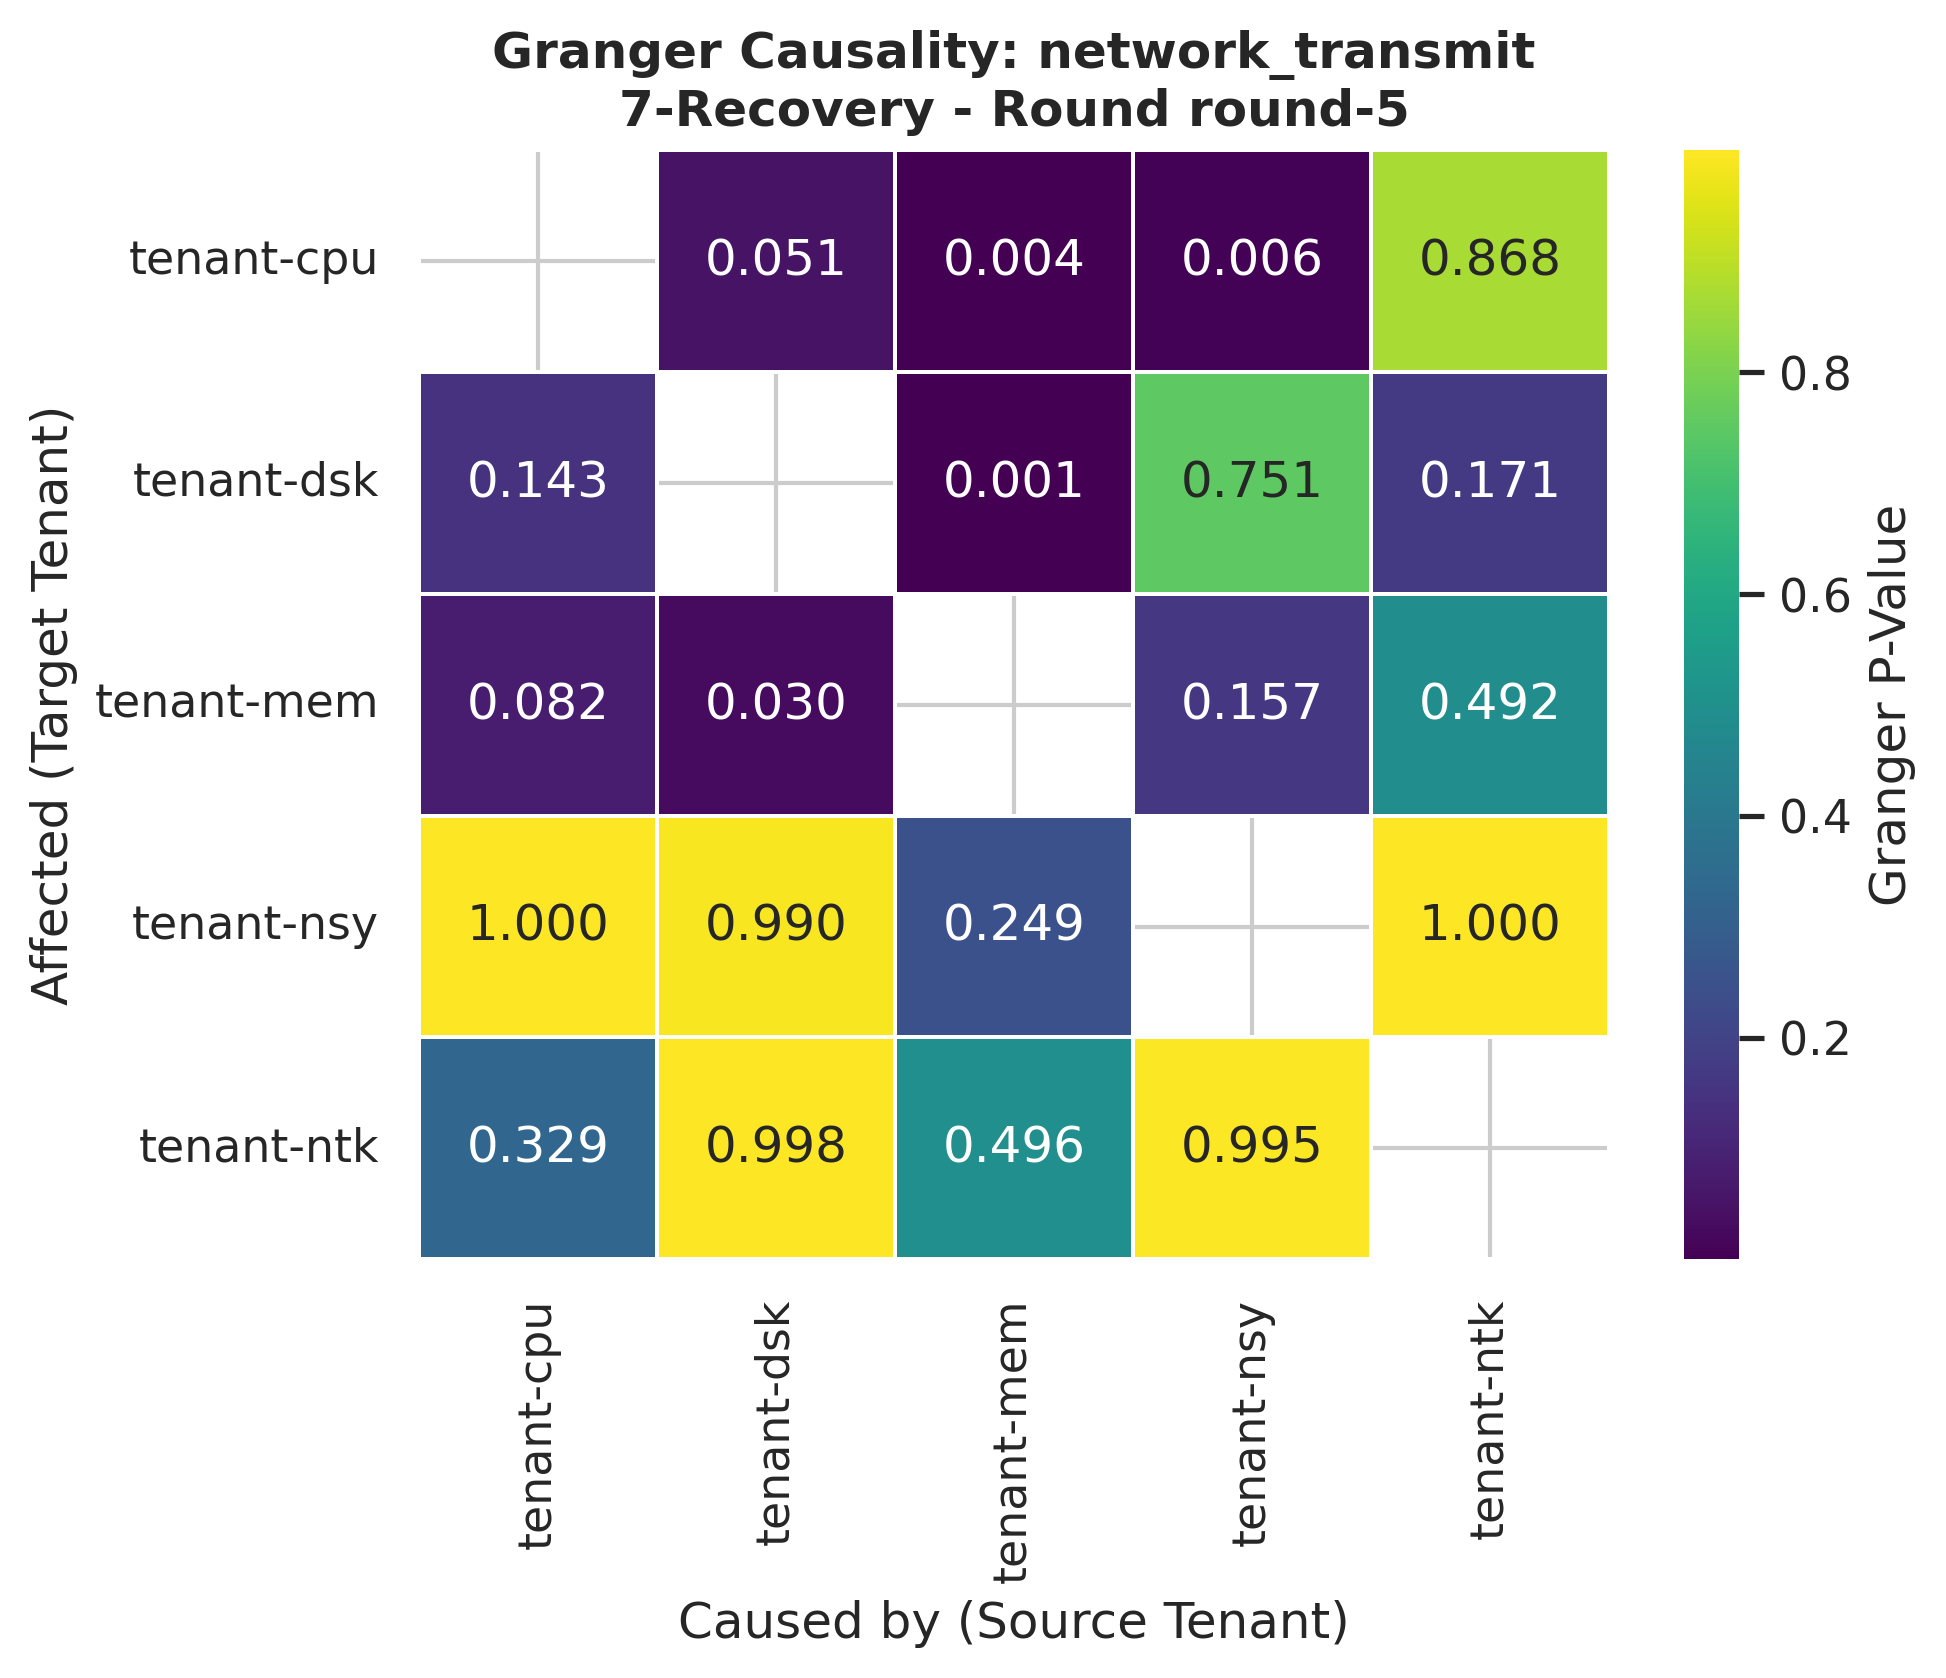 Granger Causality: network_transmit
7-Recovery - Round round-5
Affected (Target Tenant)
tenant-cpu
0.051
0.004
0.006
0.868
tenant-dsk
0.143
0.001
0.751
0.171
tenant-mem
0.082
0.030
0.157
0.492
tenant-nsy
1.000
0.990
0.249
1.000
tenant-ntk
0.329
0.998
0.496
0.995
tenant-cpu
tenant-dsk
tenant-mem
tenant-nsy
tenant-ntk
Caused by (Source Tenant)
0.8
0.6
0.4
0.2
Granger P-Value